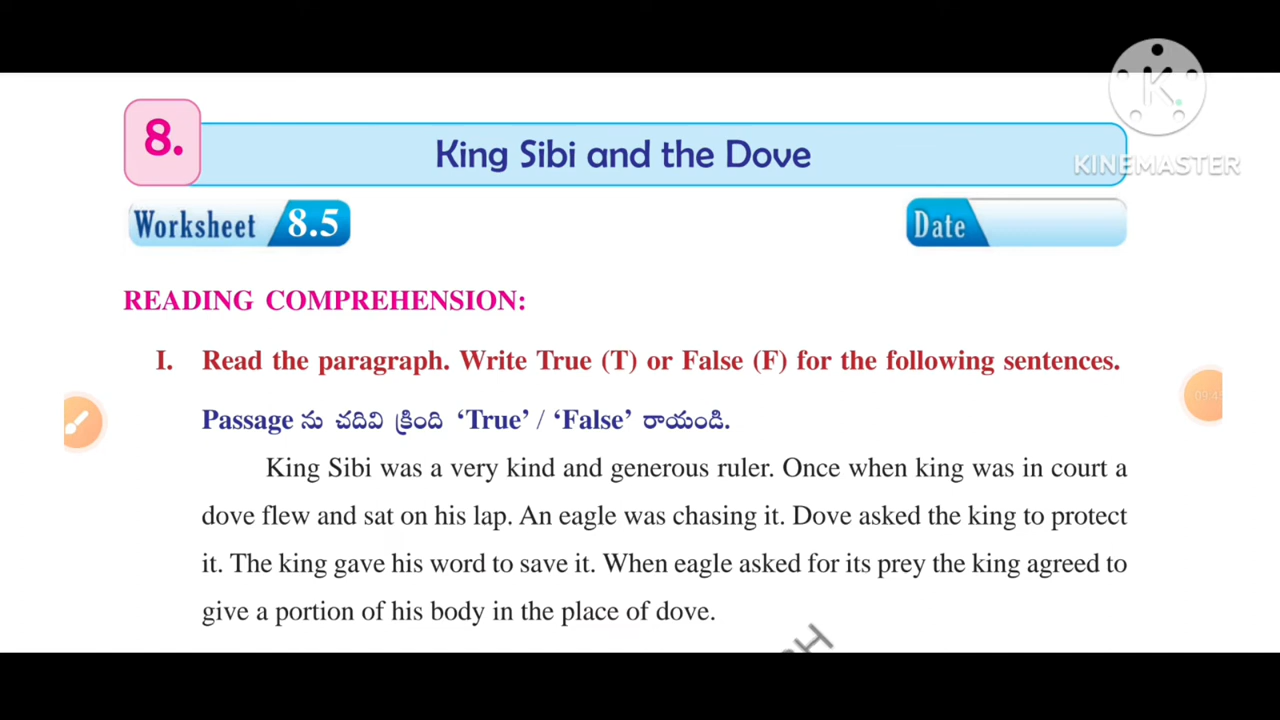 8.
King Sibi and the Dove
KINEMASTER
Worksheet 8.5
Date
READING COMPREHENSION:
I. Read the paragraph. Write True (T) or False (F) for the following sentences.
Passage ను చదివి క్రింది ‘True’ / ‘False’ రాయండి.
King Sibi was a very kind and generous ruler. Once when king was in court a
dove flew and sat on his lap. An eagle was chasing it. Dove asked the king to protect
it. The king gave his word to save it. When eagle asked for its prey the king agreed to
give a portion of his body in the place of dove.